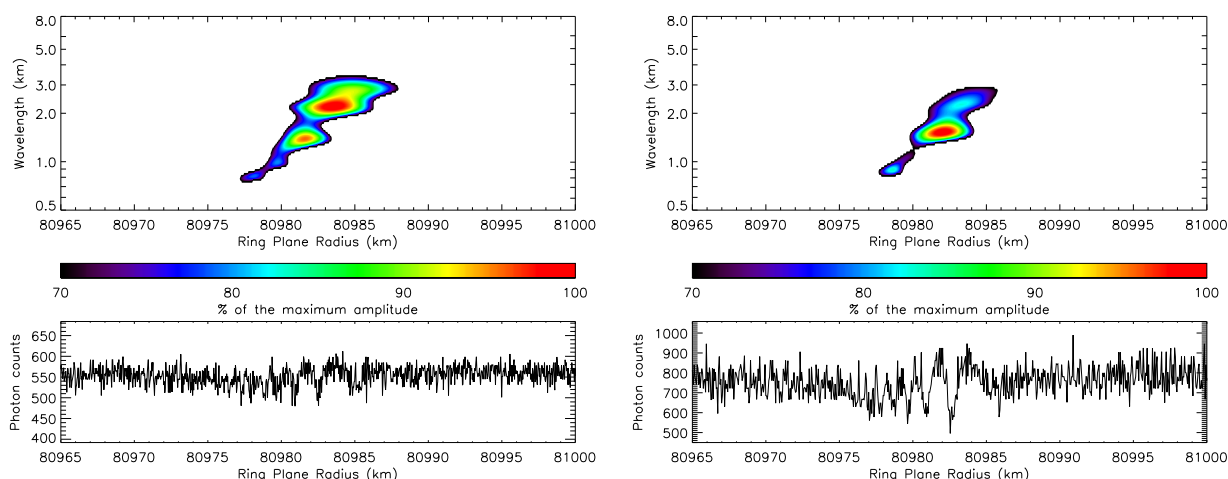 8.0
5.0
3.0
2.0
1.0
0.5
Wavelength (km)
80965 80970 80975 80980 80985 80990 80995 81000
Ring Plane Radius (km)
70 80 90 100
% of the maximum amplitude
650
600
550
500
450
400
Photon counts
80965 80970 80975 80980 80985 80990 80995 81000
Ring Plane Radius (km)
8.0
5.0
3.0
2.0
1.0
0.5
Wavelength (km)
80965 80970 80975 80980 80985 80990 80995 81000
Ring Plane Radius (km)
70 80 90 100
% of the maximum amplitude
1000
900
800
700
600
500
Photon counts
80965 80970 80975 80980 80985 80990 80995 81000
Ring Plane Radius (km)